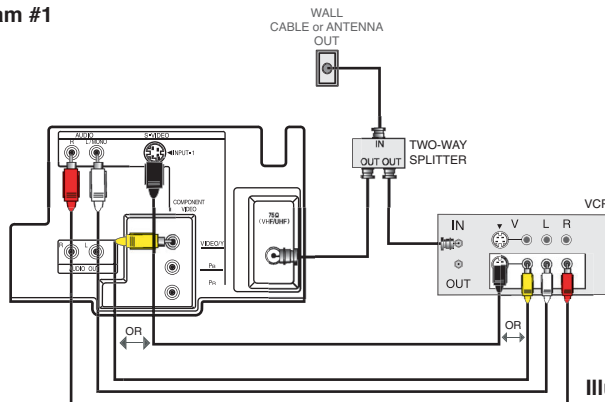 am #1
WALL
CABLE or ANTENNA
OUT
IN
OUT OUT
TWO-WAY
SPLITTER
AUDIO
R
L/MONO
S-VIDEO
INPUT-1
COMPONENT
VIDEO
75Ω
(VHF/UHF)
R
L
AUDIO OUT
VIDEO/Y
PB
PR
VCR
IN
V
L
R
OUT
OR
OR
Illu